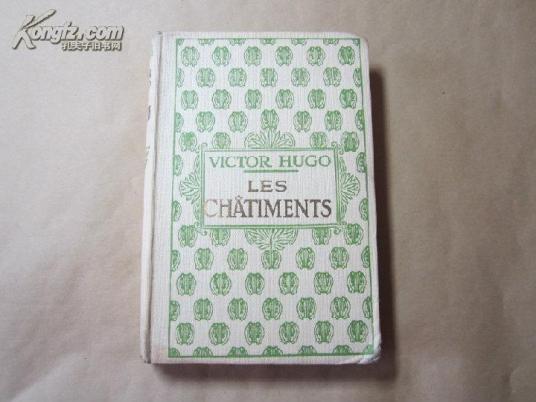 Kongfz.com
孔夫子旧书网
VICTOR HUGO
LES
CHÂTIMENTS